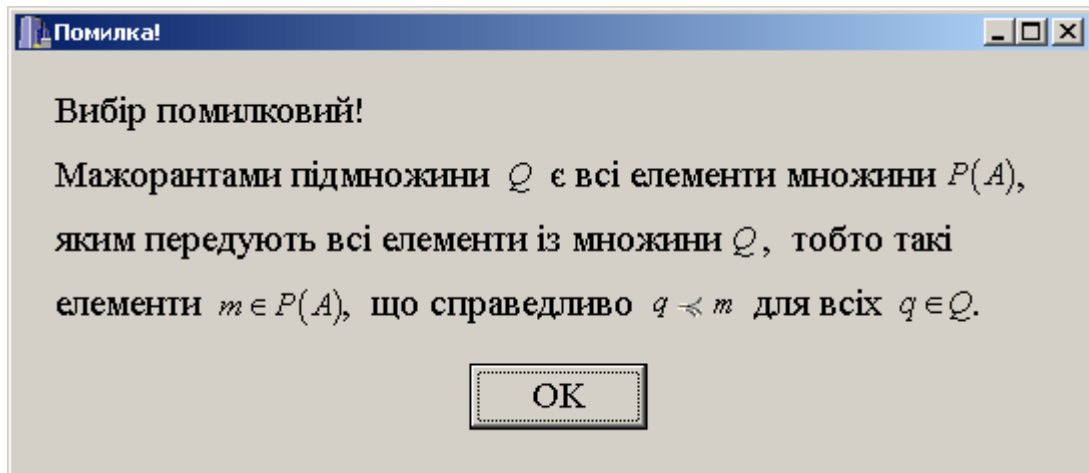 Помилка!
Вибір помилковий!
Мажорантами підмножини Q є всі елементи множини P(A),
яким передують всі елементи із множини Q, тобто такі
елементи m ∈ P(A), що справедливо q ≼ m для всіх q ∈ Q.
OK